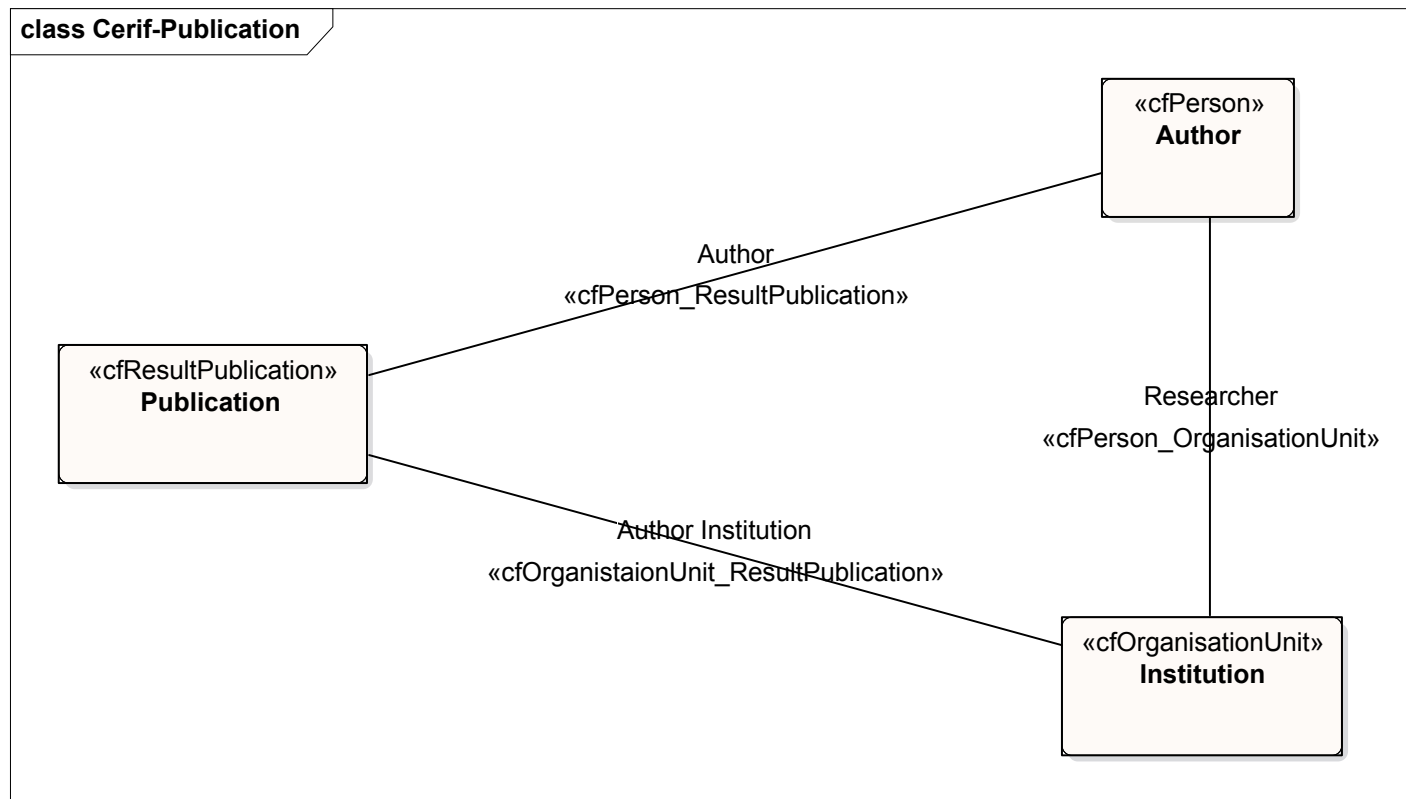 class Cerif-Publication
«cfPerson»
Author
Author
«cfPerson_ResultPublication»
«cfResultPublication»
Publication
Researcher
«cfPerson_OrganisationUnit»
Author Institution
«cfOrganistaionUnit_ResultPublication»
«cfOrganisationUnit»
Institution